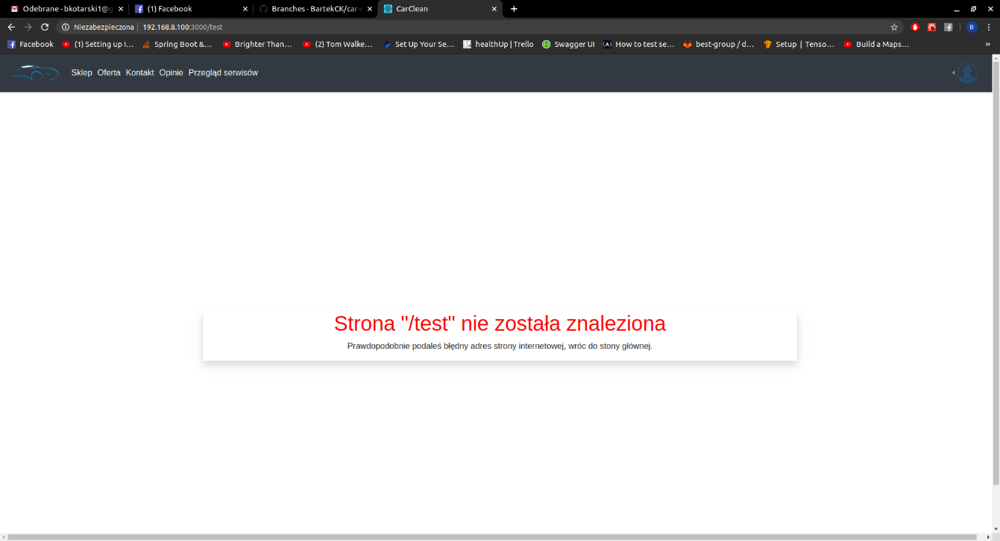 Odebrane - bkotarski1@g
(1) Facebook
Branches · BartekCK/car-c
CarClean
Niezabezpieczona | 192.168.8.100:3000/test
B
Facebook (1) Setting up I... Spring Boot &... Brighter Than... (2) Tom Walke... Set Up Your Se... healthUp | Trello Swagger UI How to test se... best-group / d... Setup | Tenso... Build a Maps... »
Sklep Oferta Kontakt Opinie Przegląd serwisów
Strona "/test" nie została znaleziona
Prawdopodobnie podałeś błędny adres strony internetowej, wróc do stony głównej.